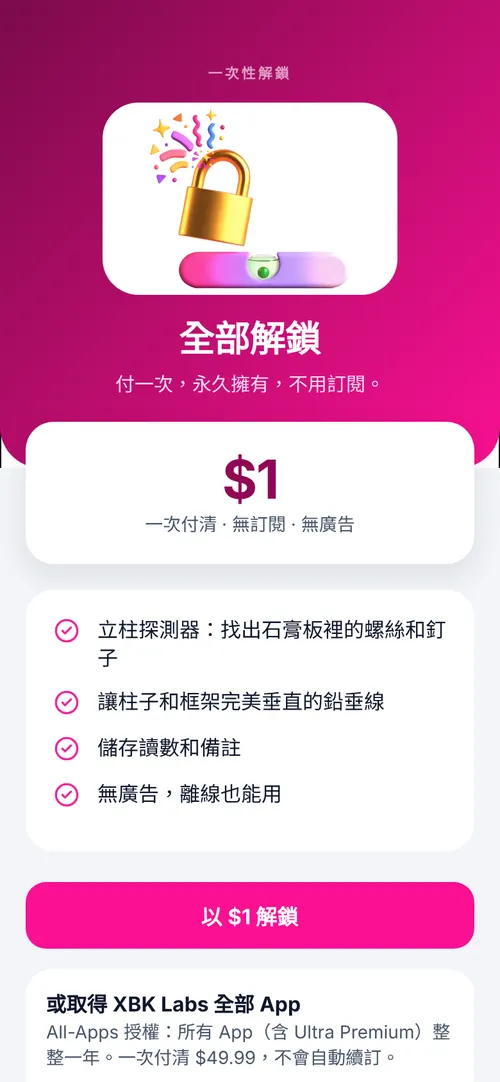 一次性解鎖
全部解鎖
付一次，永久擁有，不用訂閱。
$1
一次付清 · 無訂閱 · 無廣告
立柱探測器：找出石膏板裡的螺絲和釘
子
讓柱子和框架完美垂直的鉛垂線
儲存讀數和備註
無廣告，離線也能用
以 $1 解鎖
或取得 XBK Labs 全部 App
All-Apps 授權：所有 App（含 Ultra Premium）整
整一年。一次付清 $49.99，不會自動續訂。